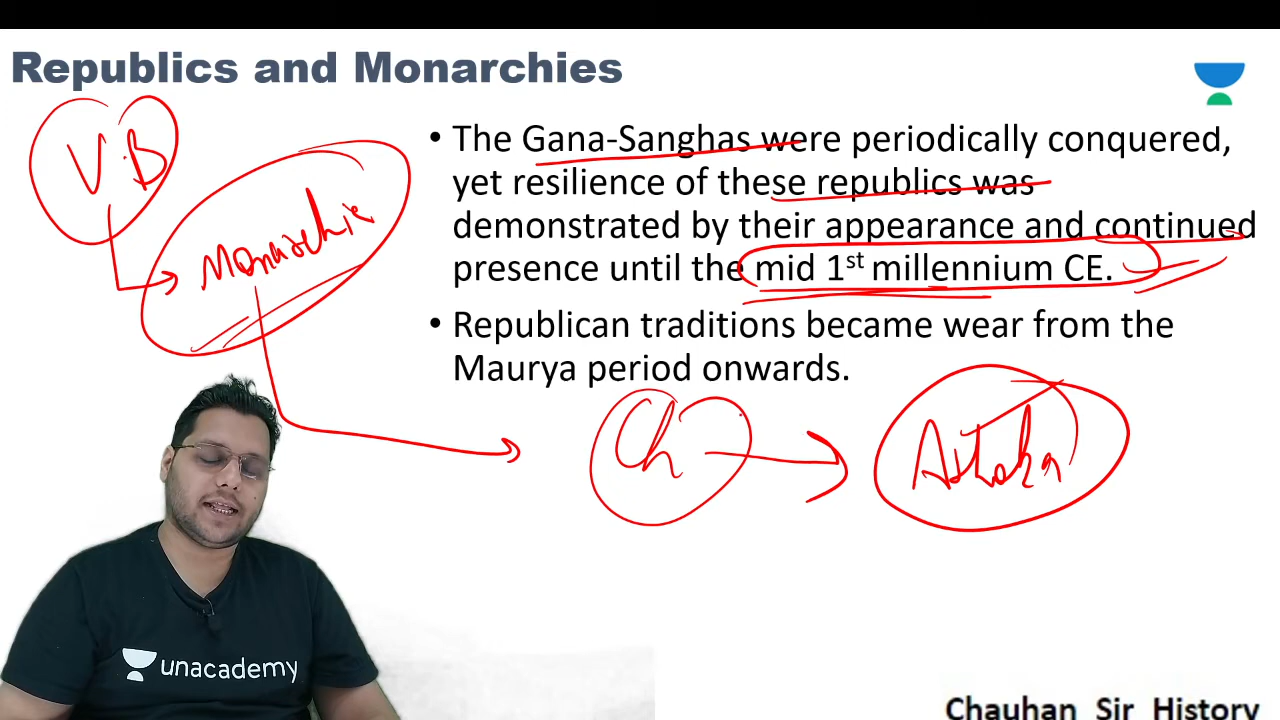 Republics and Monarchies
V.B
Monarchie
• The Gana-Sanghas were periodically conquered,
yet resilience of these republics was
demonstrated by their appearance and continued
presence until the mid 1st millennium CE.
• Republican traditions became wear from the
Maurya period onwards.
Ch
Ashoka
unacademy
Chauhan Sir History